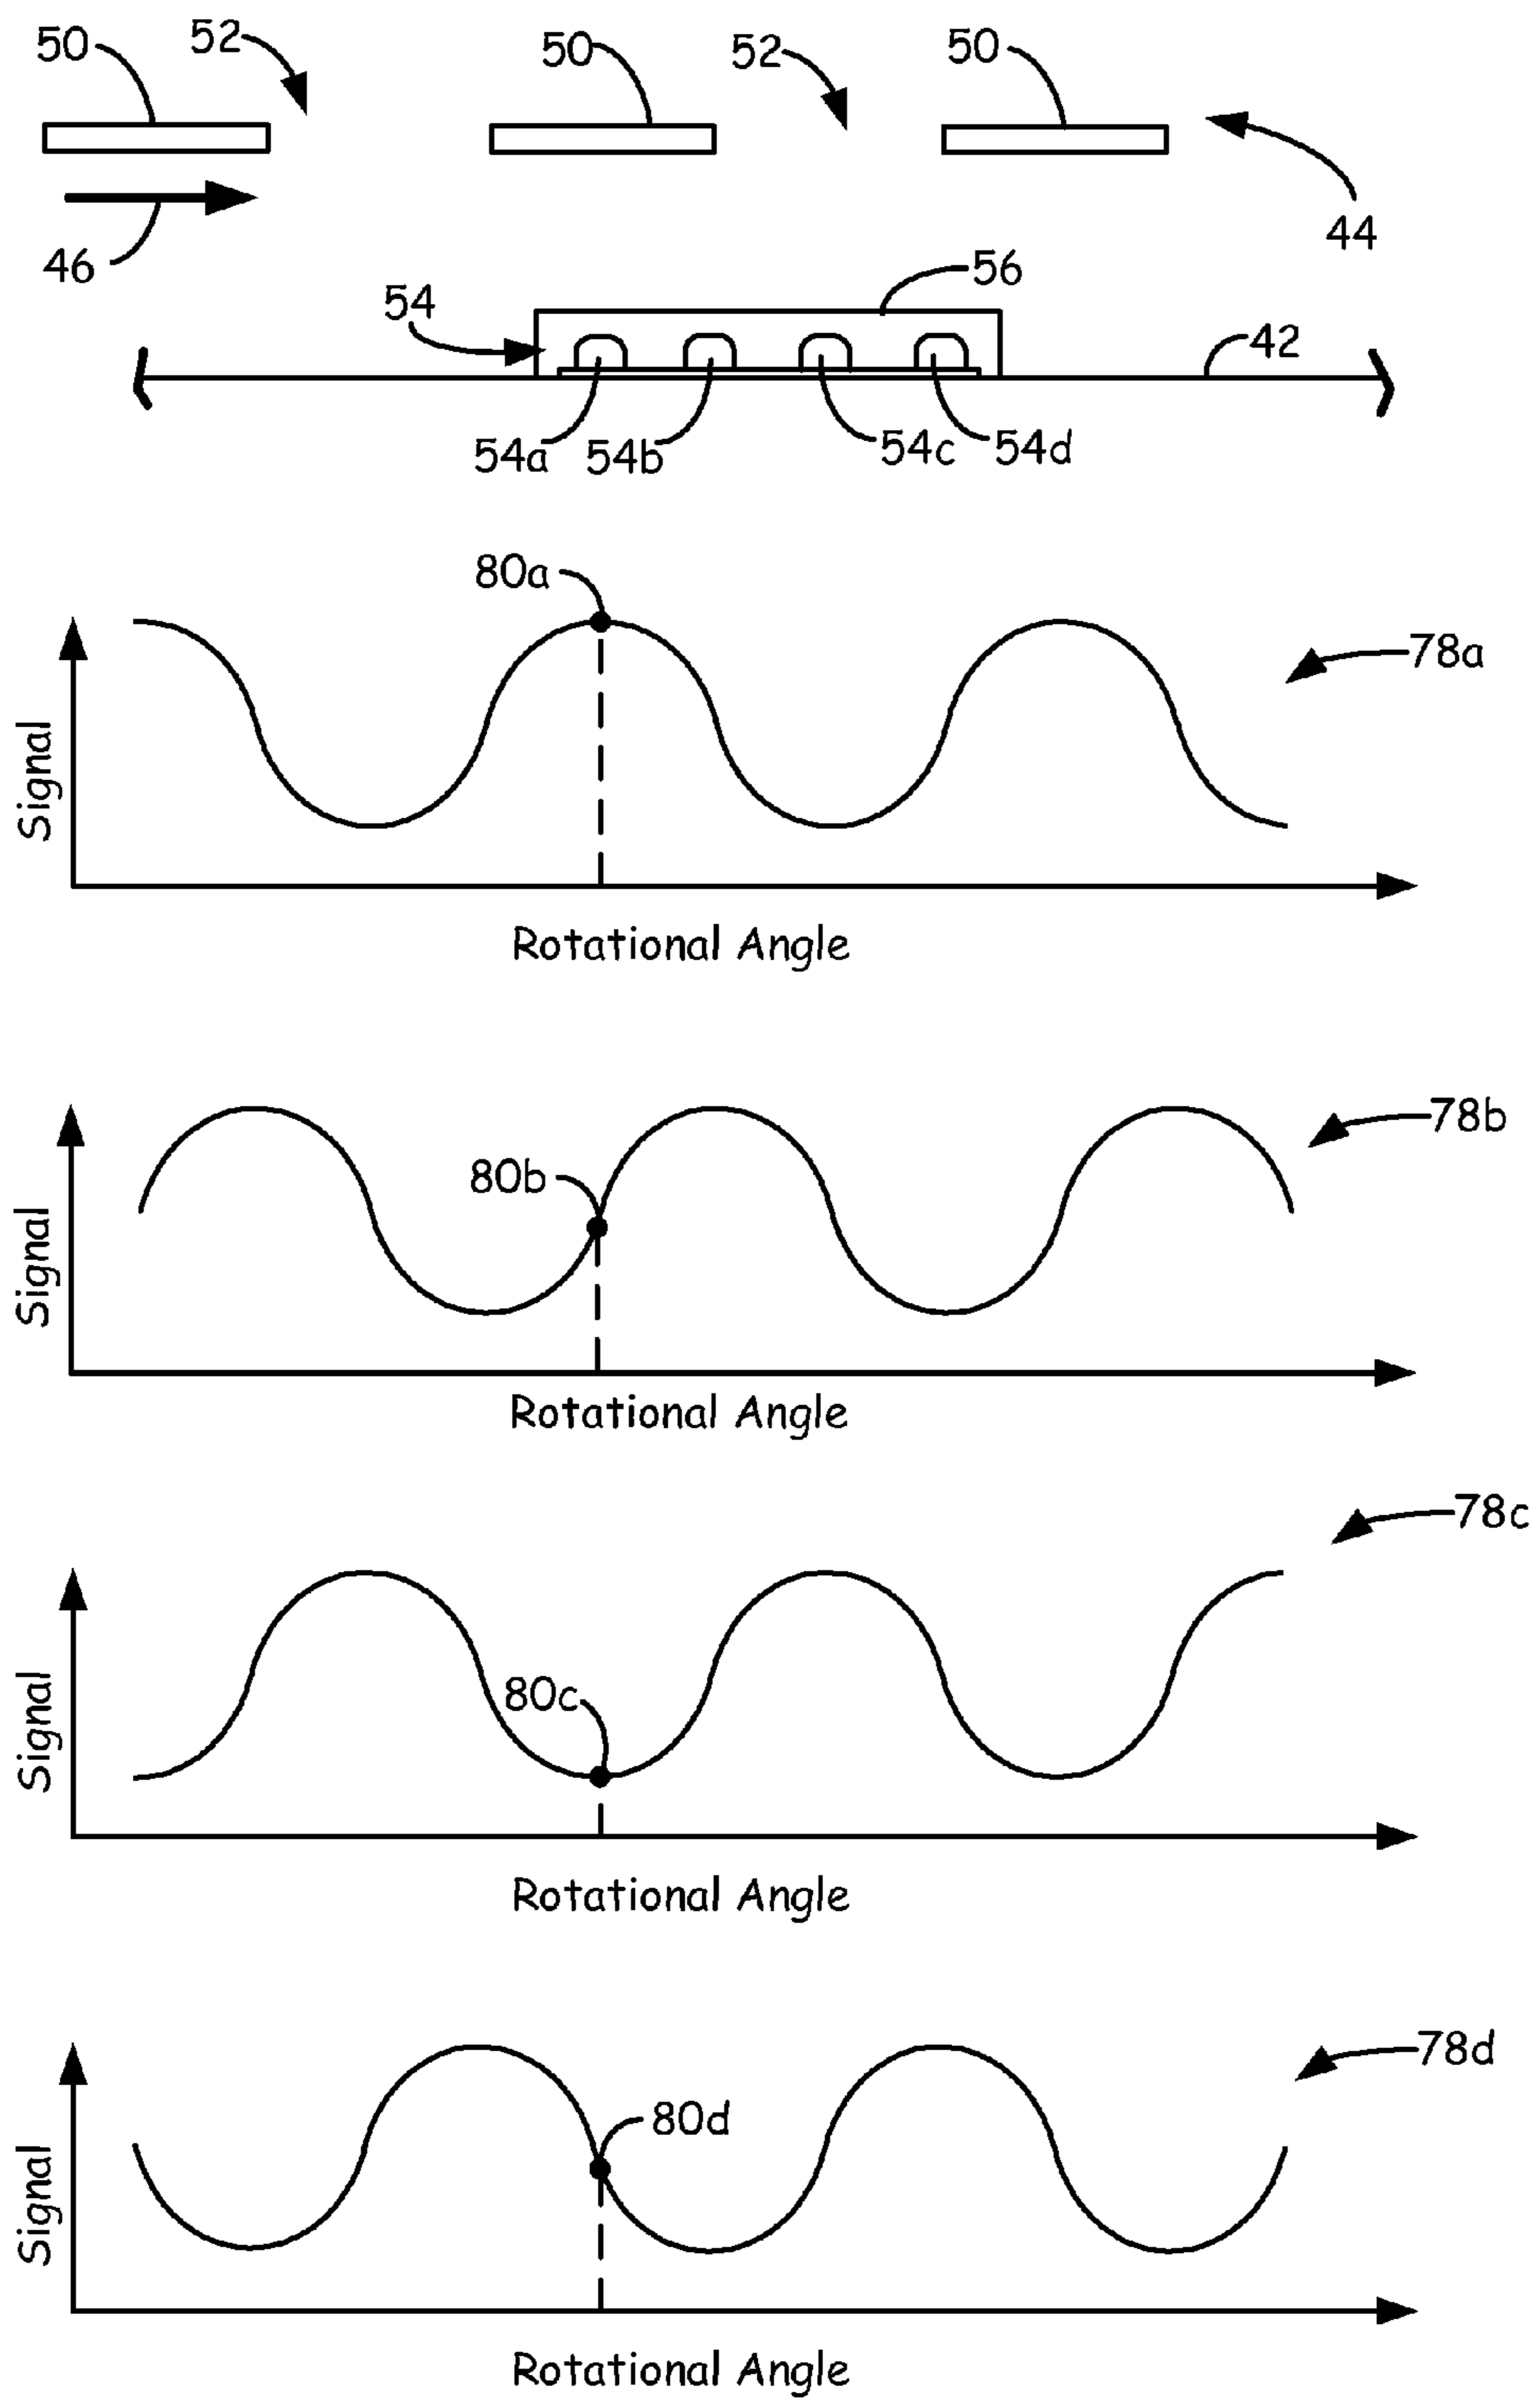 50 52 50 52 50
44
46
56
54
42
54a 54b 54c 54d
80a
78a
Signal
Rotational Angle
78b
80b
Signal
Rotational Angle
78c
80c
Signal
Rotational Angle
78d
80d
Signal
Rotational Angle